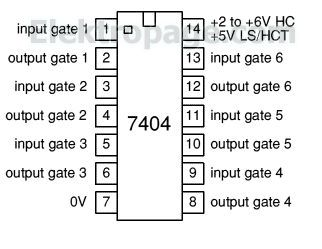 Elektropage.com
input gate 1 1 14 +2 to +6V HC
+5V LS/HCT
output gate 1 2 13 input gate 6
input gate 2 3 12 output gate 6
output gate 2 4 11 input gate 5
7404
input gate 3 5 10 output gate 5
output gate 3 6 9 input gate 4
0V 7 8 output gate 4